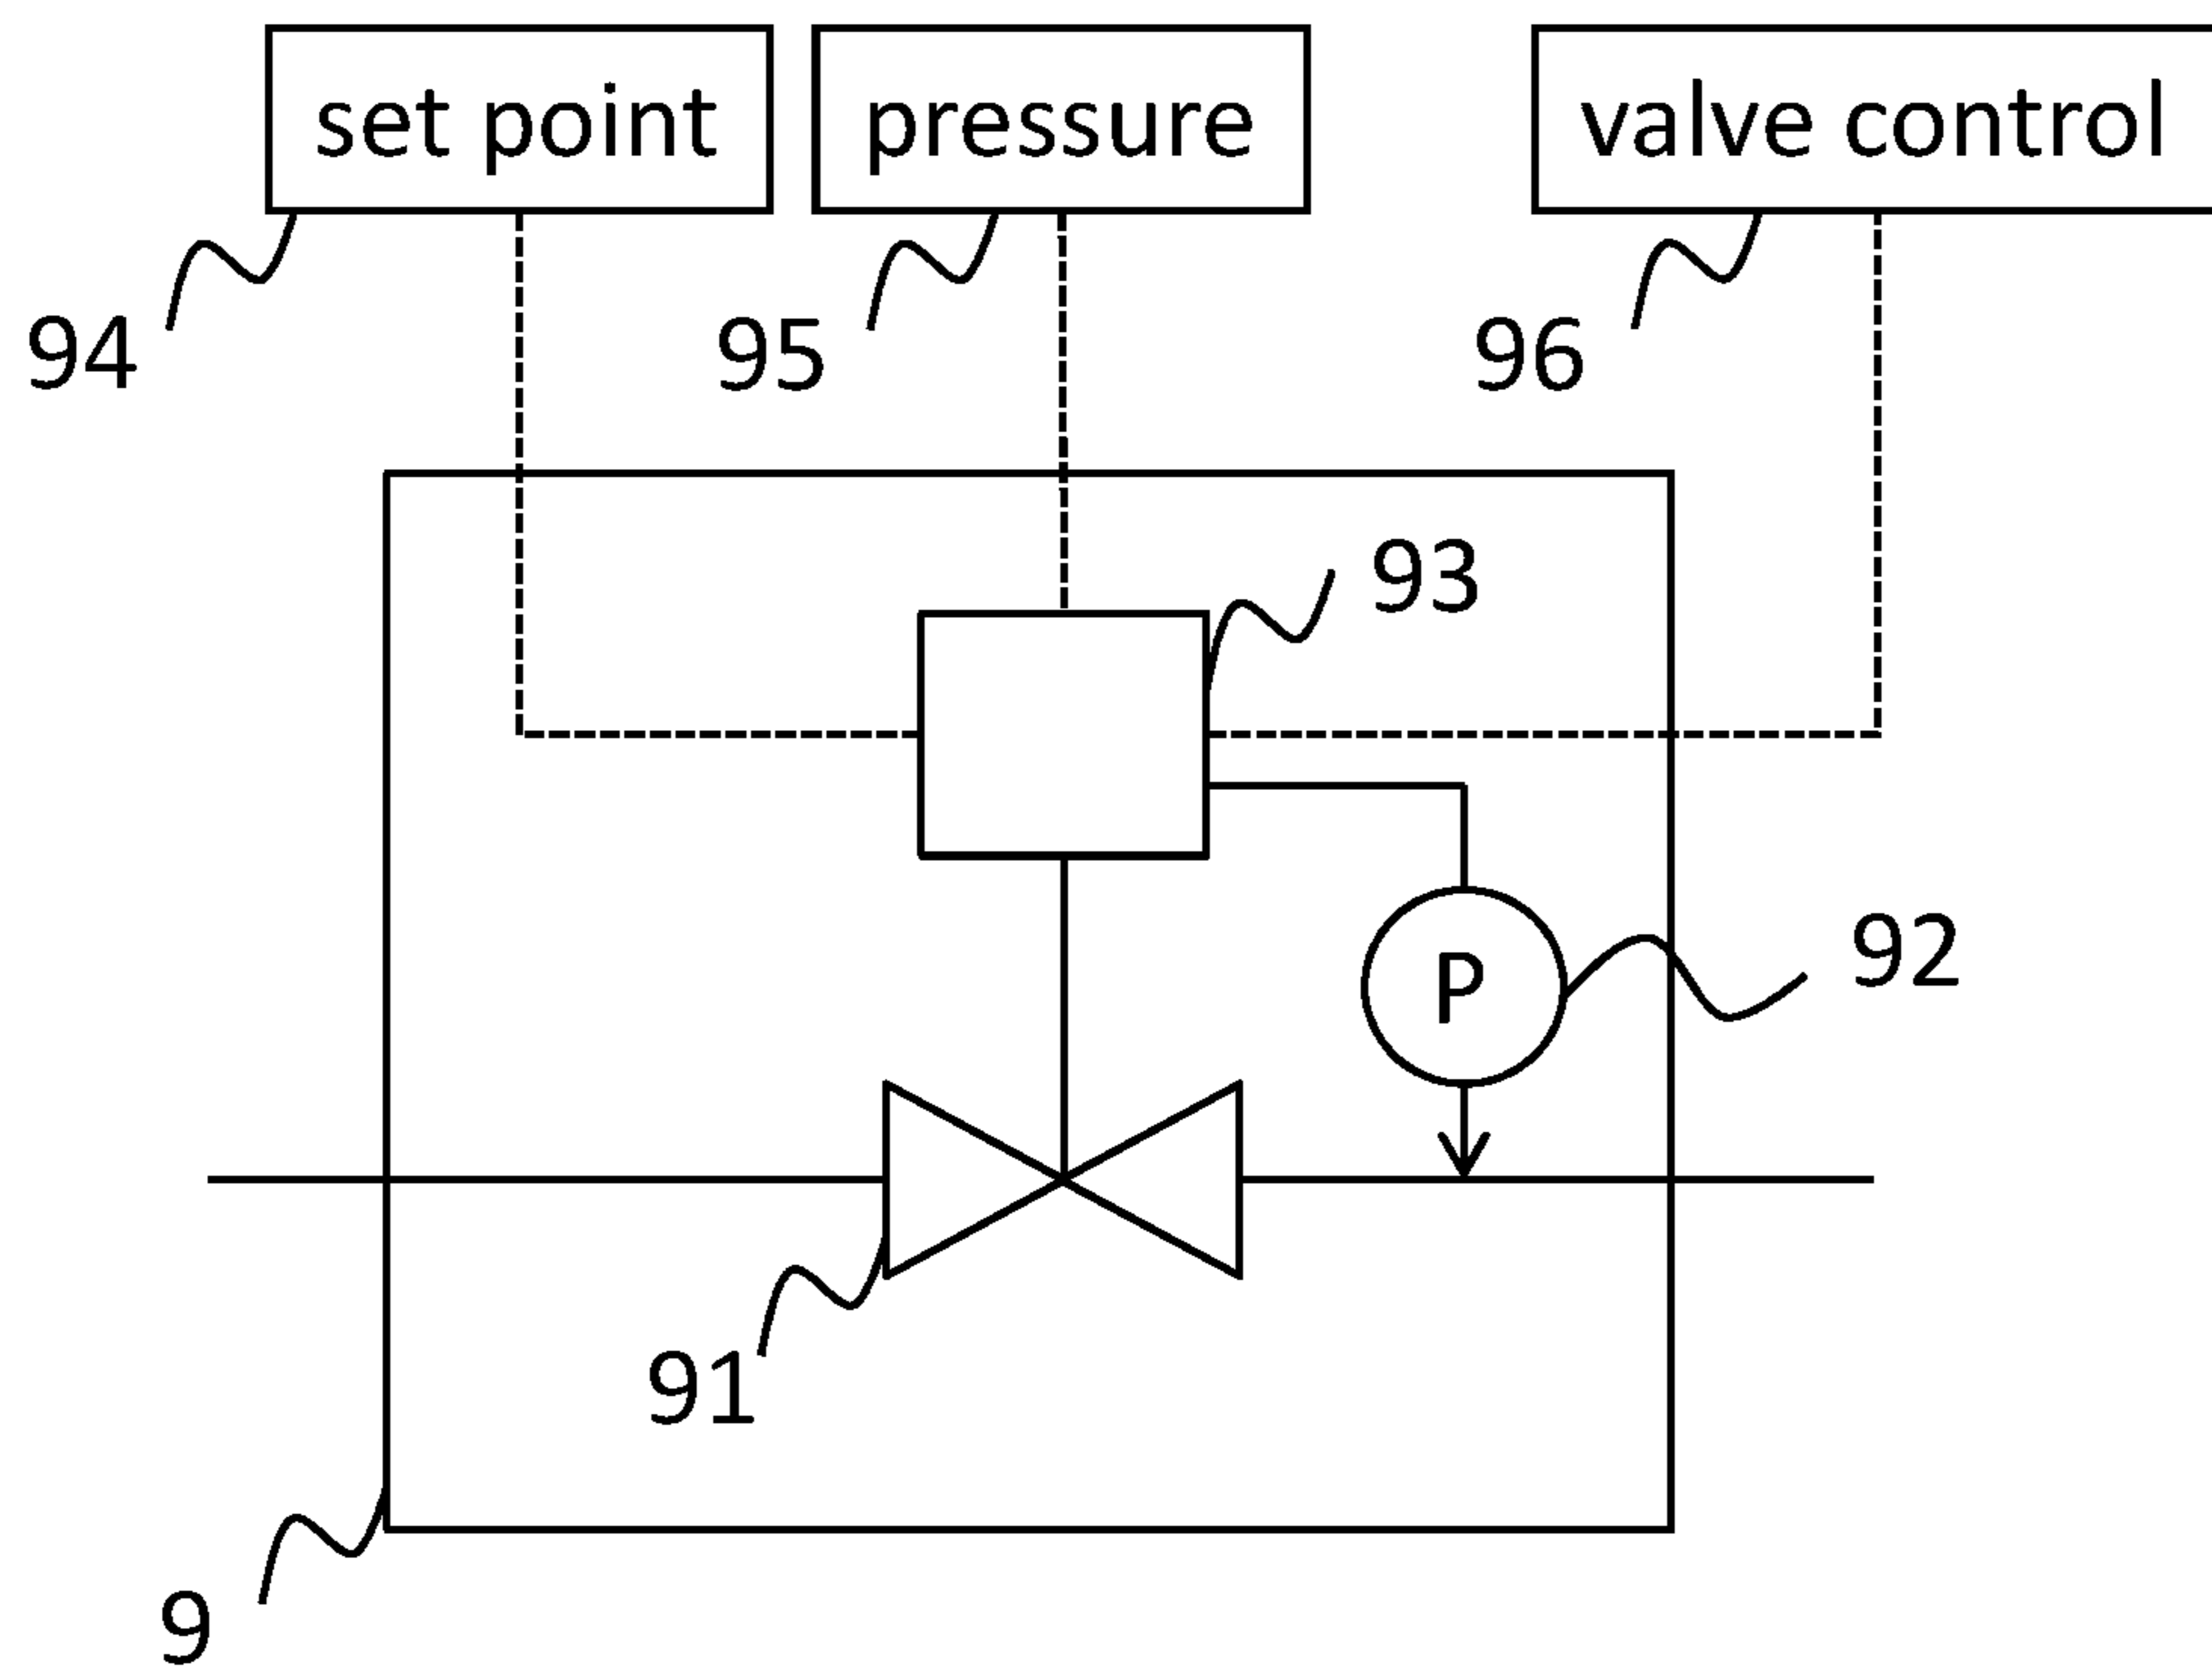 set point
pressure
valve control
94
95
96
93
92
P
91
9